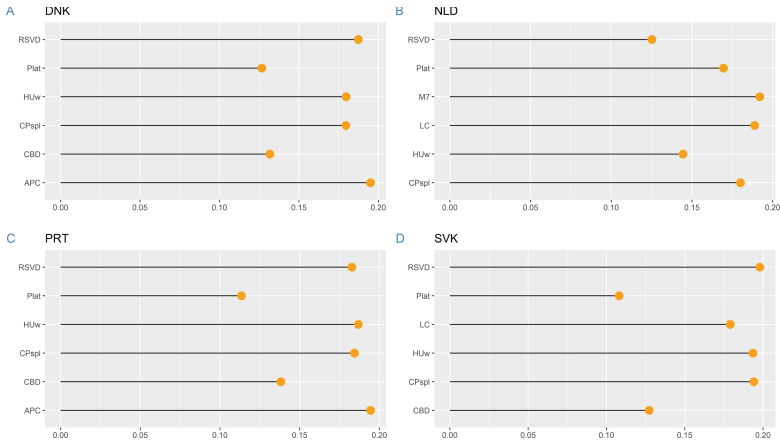 A DNK
RSVD
Plat
HUw
CPspl
CBD
APC
0.00 0.05 0.10 0.15 0.20
B NLD
RSVD
Plat
M7
LC
HUw
CPspl
0.00 0.05 0.10 0.15 0.20
C PRT
RSVD
Plat
HUw
CPspl
CBD
APC
0.00 0.05 0.10 0.15 0.20
D SVK
RSVD
Plat
LC
HUw
CPspl
CBD
0.00 0.05 0.10 0.15 0.20